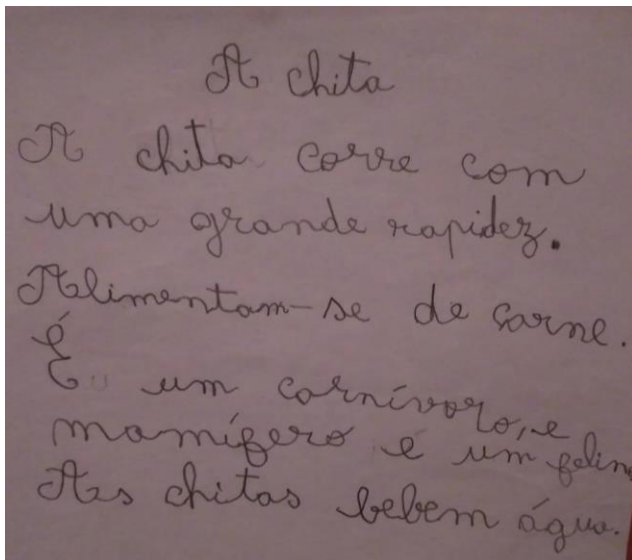 A chita
A chita corre com
uma grande rapidez.
Alimentam-se de carne.
É um carnívoro, e
mamífero e um felin
As chitas bebem água.